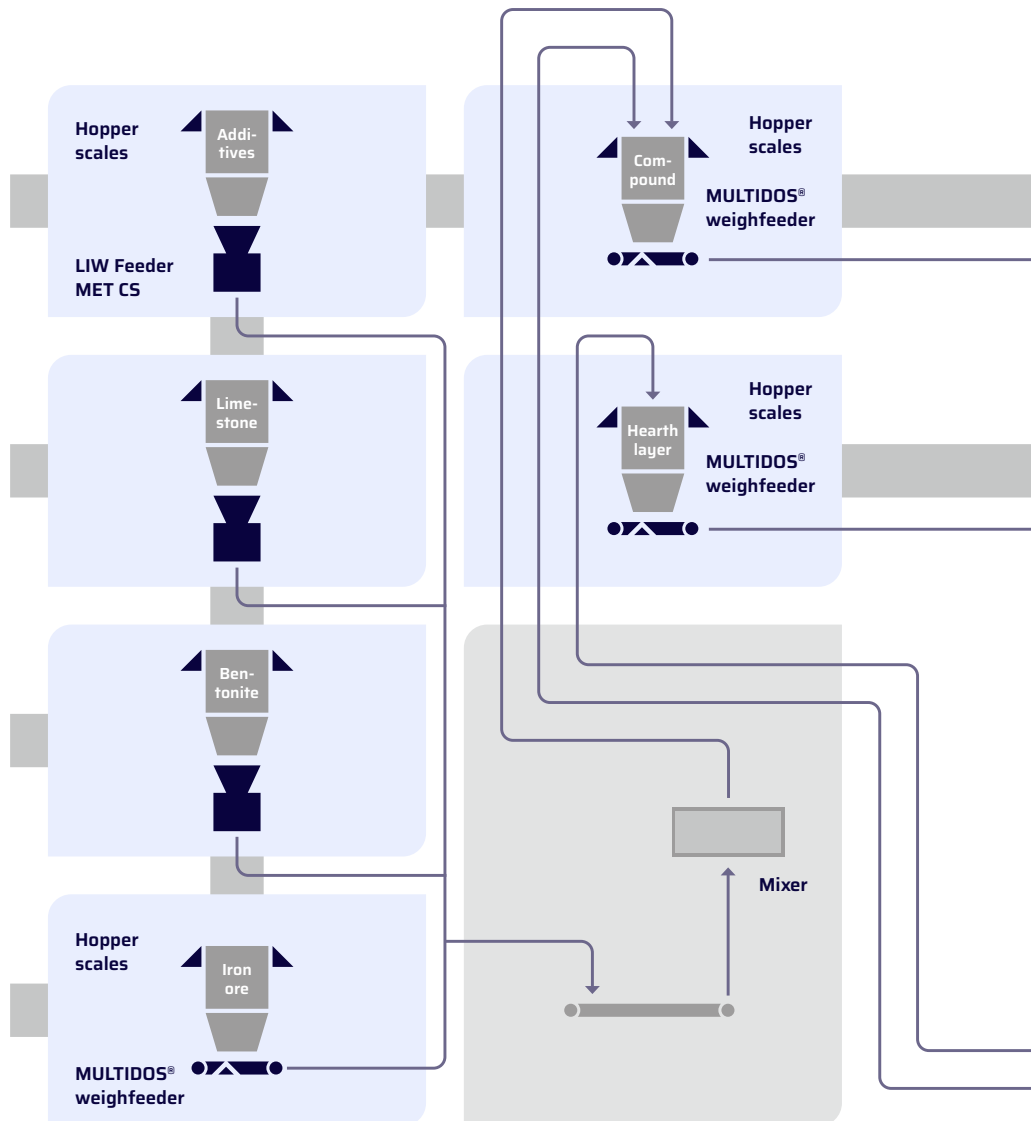 Hopper
scales
Addi-
tives
LIW Feeder
MET CS
Com-
pound
Hopper
scales
MULTIDOS®
weighfeeder
Lime-
stone
Hearth
layer
Hopper
scales
MULTIDOS®
weighfeeder
Ben-
tonite
Mixer
Hopper
scales
Iron
ore
MULTIDOS®
weighfeeder